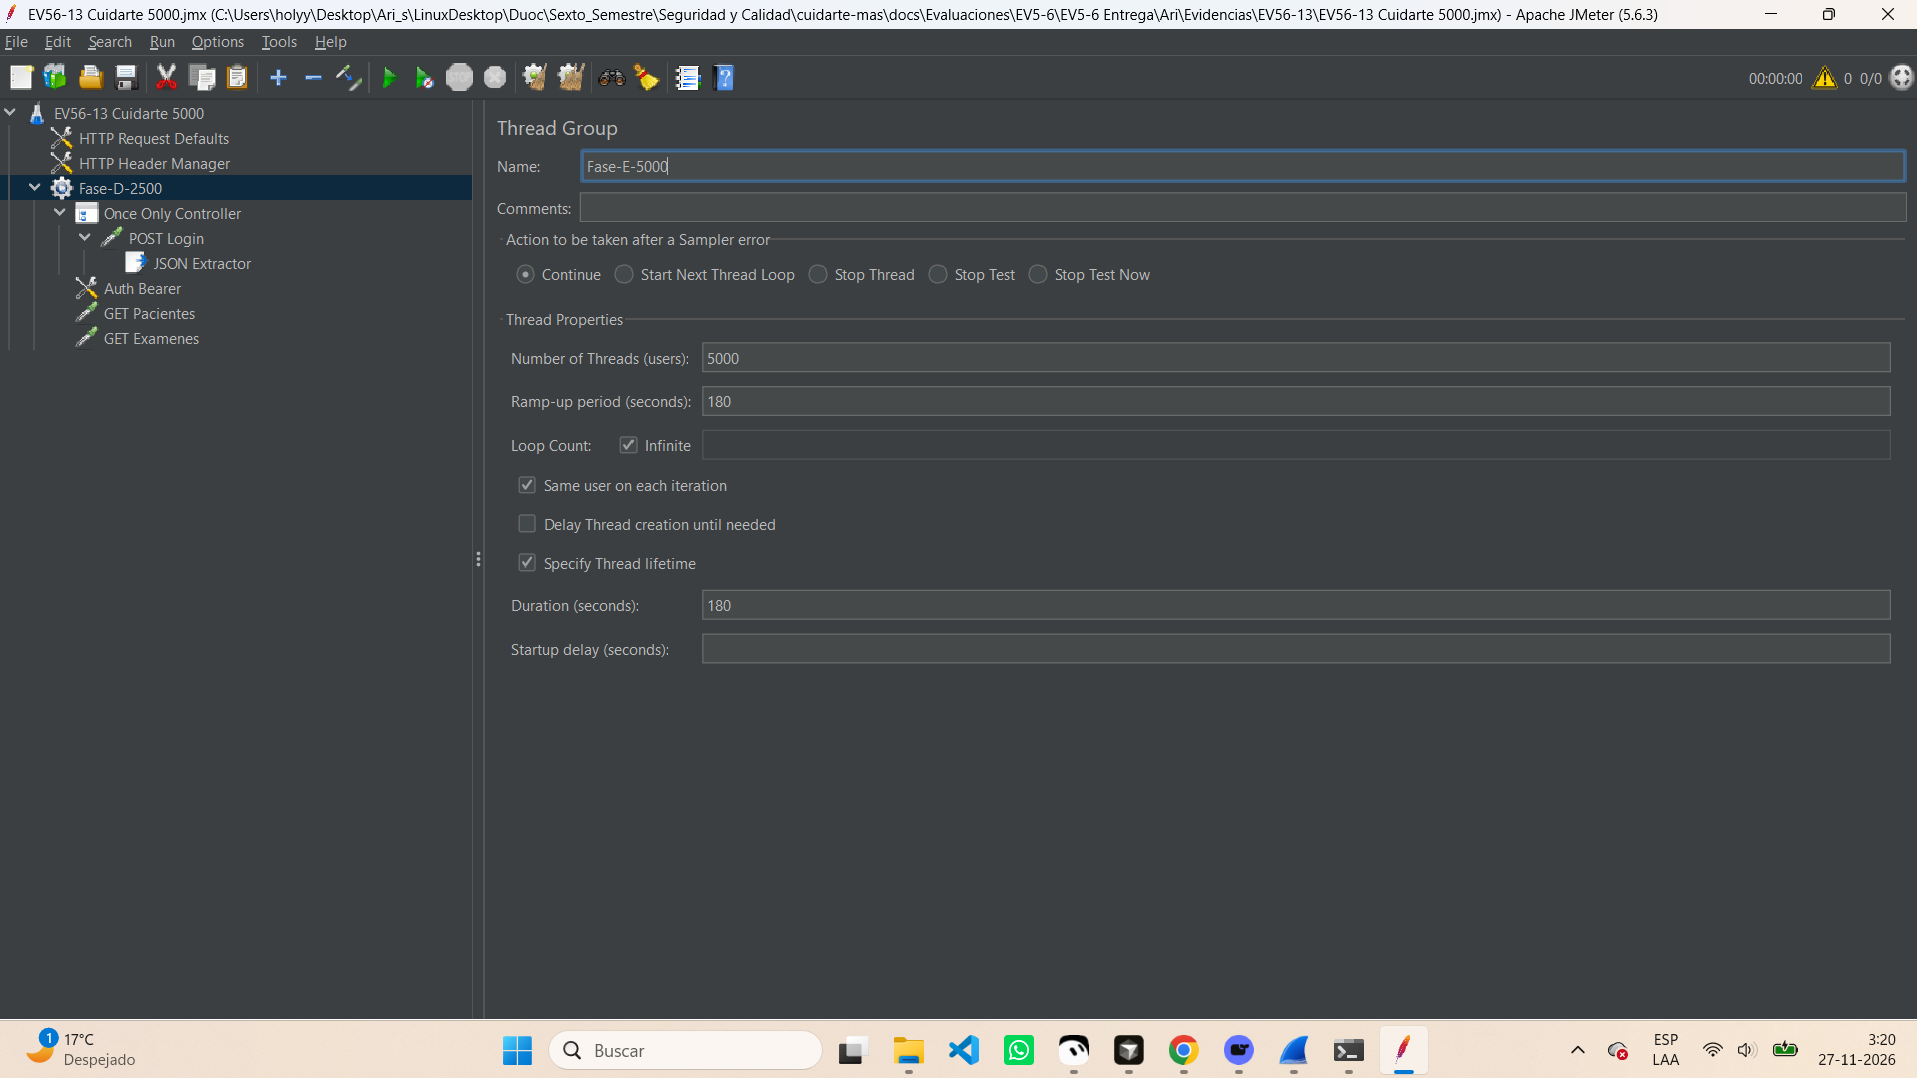 EV56-13 Cuidarte 5000.jmx (C:\Users\holyy\Desktop\Ari_s\LinuxDesktop\Duoc\Sexto_Semestre\Seguridad y Calidad\cuidarte-mas\docs\Evaluaciones\EV5-6\EV5-6 Entrega\Ari\Evidencias\EV56-13\EV56-13 Cuidarte 5000.jmx) - Apache JMeter (5.6.3)
File Edit Search Run Options Tools Help
STOP 00:00:00 0 0/0
EV56-13 Cuidarte 5000
HTTP Request Defaults
HTTP Header Manager
Fase-D-2500
Once Only Controller
POST Login
JSON Extractor
Auth Bearer
GET Pacientes
GET Examenes
Thread Group
Name: Fase-E-5000
Comments:
Action to be taken after a Sampler error
Continue Start Next Thread Loop Stop Thread Stop Test Stop Test Now
Thread Properties
Number of Threads (users): 5000
Ramp-up period (seconds): 180
Loop Count: Infinite
Same user on each iteration
Delay Thread creation until needed
Specify Thread lifetime
Duration (seconds): 180
Startup delay (seconds):
1 17°C
Despejado
Buscar
ESP
LAA
3:20
27-11-2026